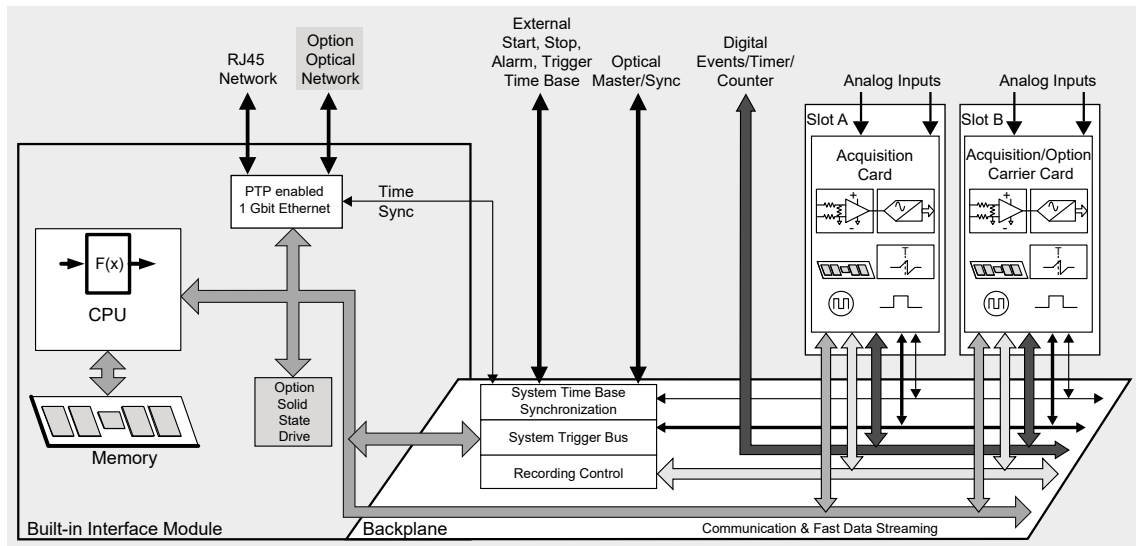 RJ45
Network
Option
Optical
Network
External
Start, Stop,
Alarm, Trigger
Time Base
Optical
Master/Sync
Digital
Events/Timer/
Counter
Analog Inputs
Analog Inputs
Slot A
Slot B
Acquisition
Card
Acquisition/Option
Carrier Card
+
-
+
-
T
T
PTP enabled
1 Gbit Ethernet
Time
Sync
F(x)
CPU
Option
Solid
State
Drive
Memory
System Time Base
Synchronization
System Trigger Bus
Recording Control
Built-in Interface Module
Backplane
Communication & Fast Data Streaming